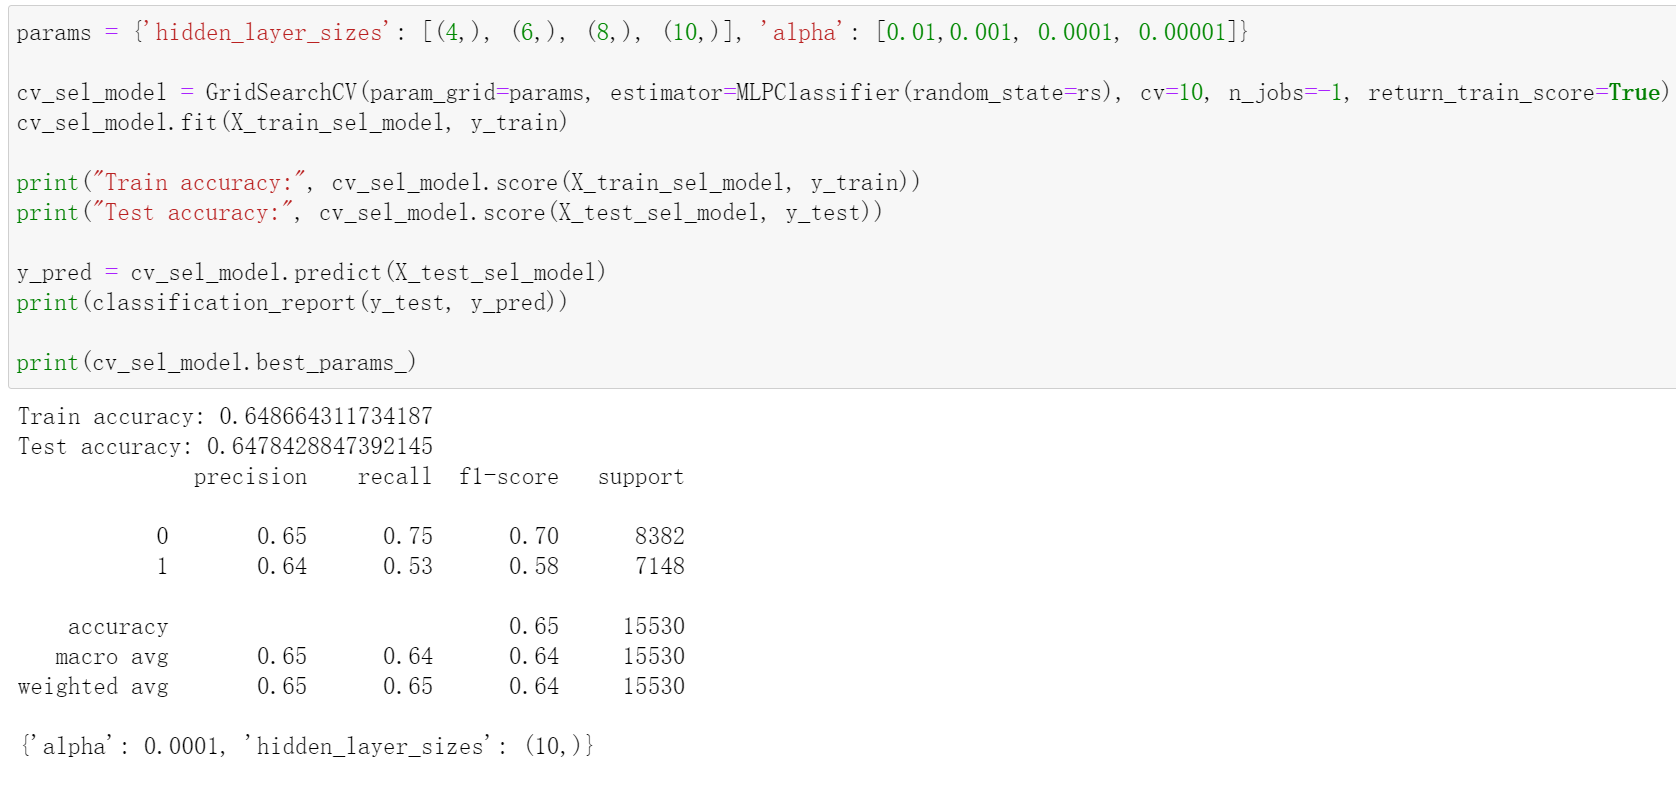 params = {'hidden_layer_sizes': [(4,), (6,), (8,), (10,)], 'alpha': [0.01,0.001, 0.0001, 0.00001]}
cv_sel_model = GridSearchCV(param_grid=params, estimator=MLPClassifier(random_state=rs), cv=10, n_jobs=-1, return_train_score=True)
cv_sel_model.fit(X_train_sel_model, y_train)
print("Train accuracy:", cv_sel_model.score(X_train_sel_model, y_train))
print("Test accuracy:", cv_sel_model.score(X_test_sel_model, y_test))
y_pred = cv_sel_model.predict(X_test_sel_model)
print(classification_report(y_test, y_pred))
print(cv_sel_model.best_params_)
Train accuracy: 0.648664311734187
Test accuracy: 0.6478428847392145
precision recall f1-score support
0 0.65 0.75 0.70 8382
1 0.64 0.53 0.58 7148
accuracy 0.65 15530
macro avg 0.65 0.64 0.64 15530
weighted avg 0.65 0.65 0.64 15530
{'alpha': 0.0001, 'hidden_layer_sizes': (10,)}